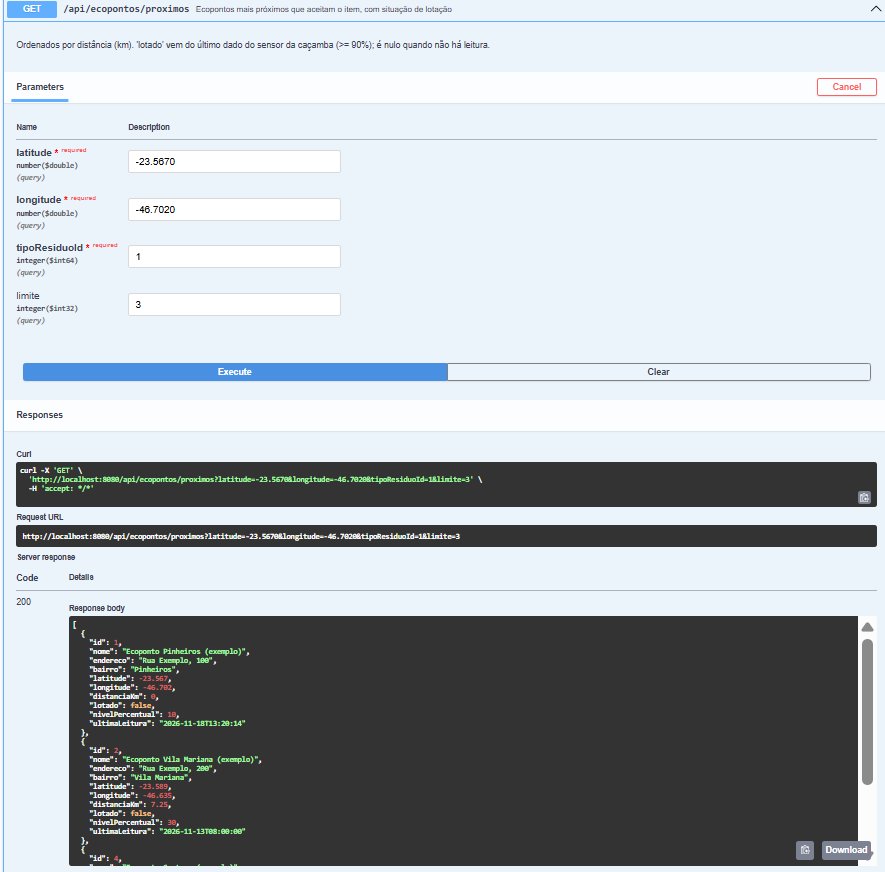 GET /api/ecopontos/proximos Ecopontos mais próximos que aceitam o item, com situação de lotação
Ordenados por distância (km). 'lotado' vem do último dado do sensor da caçamba (>= 90%); é nulo quando não há leitura.
Parameters
Cancel
Name Description
latitude * required
number($double)
(query)
-23.5670
longitude * required
number($double)
(query)
-46.7020
tipoResiduoId * required
integer($int64)
(query)
1
limite
integer($int32)
(query)
3
Execute Clear
Responses
Curl
curl -X 'GET' \
'http://localhost:8080/api/ecopontos/proximos?latitude=-23.5670&longitude=-46.7020&tipoResiduoId=1&limite=3' \
-H 'accept: */*'
Request URL
http://localhost:8080/api/ecopontos/proximos?latitude=-23.5670&longitude=-46.7020&tipoResiduoId=1&limite=3
Server response
Code Details
200
Response body
[
{
"id": 1,
"nome": "Ecoponto Pinheiros (exemplo)",
"endereco": "Rua Exemplo, 100",
"bairro": "Pinheiros",
"latitude": -23.567,
"longitude": -46.702,
"distanciaKm": 0,
"lotado": false,
"nivelPercentual": 10,
"ultimaLeitura": "2026-11-18T13:20:14"
},
{
"id": 2,
"nome": "Ecoponto Vila Mariana (exemplo)",
"endereco": "Rua Exemplo, 200",
"bairro": "Vila Mariana",
"latitude": -23.589,
"longitude": -46.635,
"distanciaKm": 7.25,
"lotado": false,
"nivelPercentual": 30,
"ultimaLeitura": "2026-11-13T08:00:00"
},
{
"id": 4,
Download